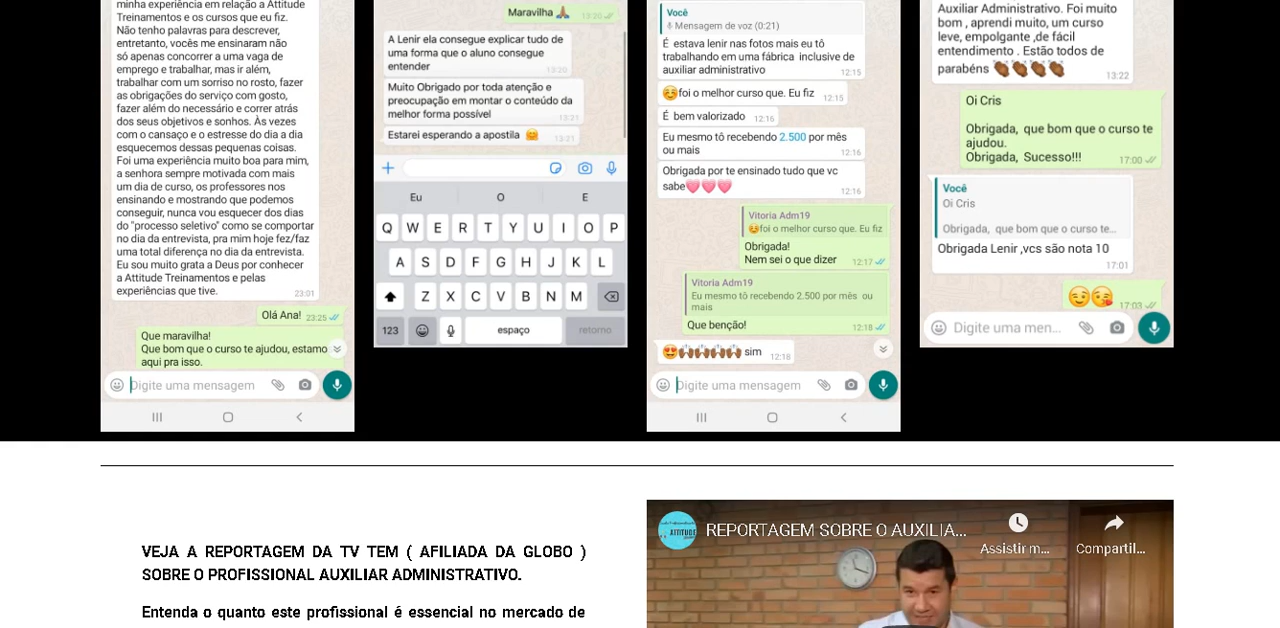 minha experiência em relação a Attitude
Treinamentos e os cursos que eu fiz.
Não tenho palavras para descrever,
entretanto, vocês me ensinaram não
só apenas concorrer a uma vaga de
emprego e trabalhar, mas ir além,
trabalhar com um sorriso no rosto, fazer
as obrigações do serviço com gosto,
fazer além do necessário e correr atrás
dos seus objetivos e sonhos. Às vezes
com o cansaço e o estresse do dia a dia
esquecemos dessas pequenas coisas.
Foi uma experiência muito boa para mim,
a senhora sempre motivada com mais
um dia de curso, os professores nos
ensinando e mostrando que podemos
conseguir, nunca vou esquecer dos dias
do "processo seletivo" como se comportar
no dia da entrevista, pra mim hoje fez/faz
uma total diferença no dia da entrevista.
Eu sou muito grata a Deus por conhecer
a Attitude Treinamentos e pelas
experiências que tive.
23:01
Olá Ana! 23:25
Que maravilha!
Que bom que o curso te ajudou, estamo
aqui pra isso.
Digite uma mensagem
Maravilha 🙏🏽 13:20
A Lenir ela consegue explicar tudo de
uma forma que o aluno consegue
entender
13:20
Muito Obrigado por toda atenção e
preocupação em montar o conteúdo da
melhor forma possível
13:21
Estarei esperando a apostila 🤗 13:21
Eu O E
Q W E R T Y U I O P
A S D F G H J K L
Z X C V B N M
123 espaço retorno
Você
Mensagem de voz (0:21)
É estava lenir nas fotos mais eu tô
trabalhando em uma fábrica inclusive de
auxiliar administrativo
12:15
☺️foi o melhor curso que. Eu fiz 12:15
É bem valorizado 12:16
Eu mesmo tô recebendo 2.500 por mês
ou mais
12:16
Obrigada por te ensinado tudo que vc
sabe💗💗💗 12:16
Vitoria Adm19
☺️foi o melhor curso que. Eu fiz
Obrigada!
Nem sei o que dizer
12:17
Vitoria Adm19
Eu mesmo tô recebendo 2.500 por mês ou
mais
Que benção! 12:18
😍🙌🏾🙌🏾🙌🏾🙌🏾 sim 12:18
Digite uma mensagem
Auxiliar Administrativo. Foi muito
bom , aprendi muito, um curso
leve, empolgante ,de fácil
entendimento . Estão todos de
parabéns 👏🏾👏🏾👏🏾👏🏾 13:22
Oi Cris
Obrigada, que bom que o curso te
ajudou.
Obrigada, Sucesso!!! 17:00
Você
Oi Cris
Obrigada, que bom que o curso te...
Obrigada Lenir ,vcs são nota 10
17:01
😉😘 17:03
Digite uma men...
VEJA A REPORTAGEM DA TV TEM ( AFILIADA DA GLOBO )
SOBRE O PROFISSIONAL AUXILIAR ADMINISTRATIVO.
Entenda o quanto este profissional é essencial no mercado de
ATTITUDE
REPORTAGEM SOBRE O AUXILIA...
Assistir m...
Compartil...